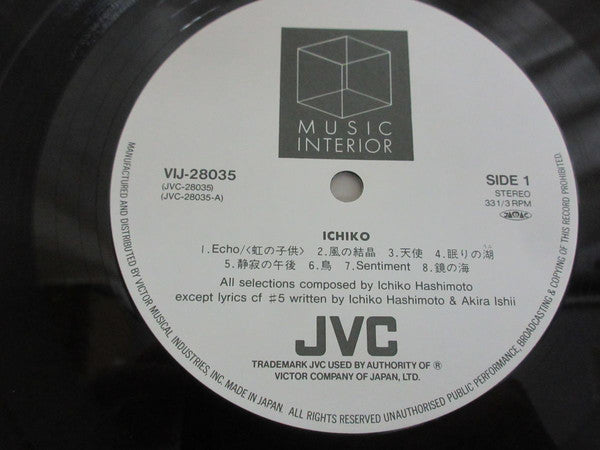 MUSIC
INTERIOR
VIJ-28035
(JVC-28035)
(JVC-28035-A)
SIDE 1
STEREO
33 1/3 RPM
ICHIKO
1.Echo/<虹の子供> 2.風の結晶 3.天使 4.眠りの湖
5.静寂の午後 6.鳥 7.Sentiment 8.鏡の海
All selections composed by Ichiko Hashimoto
except lyrics cf #5 written by Ichiko Hashimoto & Akira Ishii
JVC
TRADEMARK JVC USED BY AUTHORITY OF ®
VICTOR COMPANY OF JAPAN, LTD.
MANUFACTURED AND DISTRIBUTED BY VICTOR MUSICAL INDUSTRIES, INC. MADE IN JAPAN. ALL RIGHTS RESERVED UNAUTHORISED PUBLIC PERFORMANCE, BROADCASTING & COPYING OF THIS RECORD PROHIBITED.